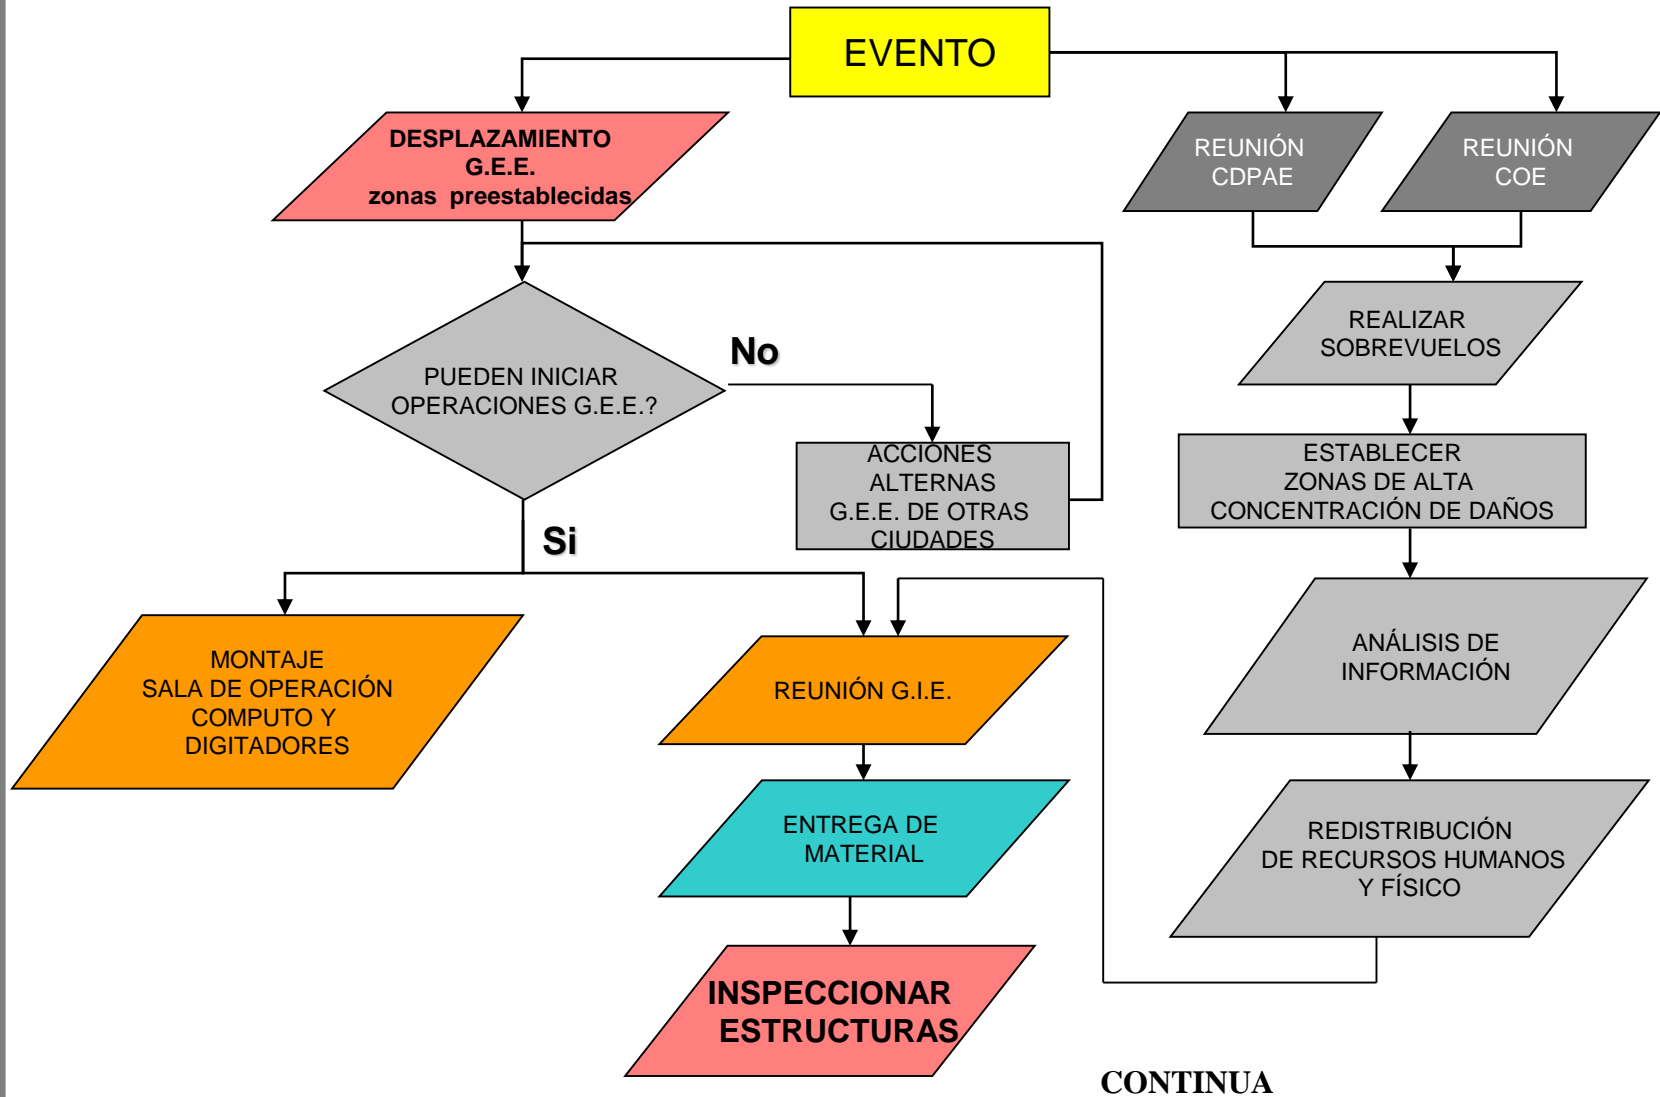 EVENTO
DESPLAZAMIENTO
G.E.E.
zonas preestablecidas
REUNIÓN
CDPAE
REUNIÓN
COE
REALIZAR
SOBREVUELOS
No
PUEDEN INICIAR
OPERACIONES G.E.E.?
ACCIONES
ALTERNAS
G.E.E. DE OTRAS
CIUDADES
ESTABLECER
ZONAS DE ALTA
CONCENTRACIÓN DE DAÑOS
Si
MONTAJE
SALA DE OPERACIÓN
COMPUTO Y
DIGITADORES
REUNIÓN G.I.E.
ANÁLISIS DE
INFORMACIÓN
ENTREGA DE
MATERIAL
REDISTRIBUCIÓN
DE RECURSOS HUMANOS
Y FÍSICO
INSPECCIONAR
ESTRUCTURAS
CONTINUA